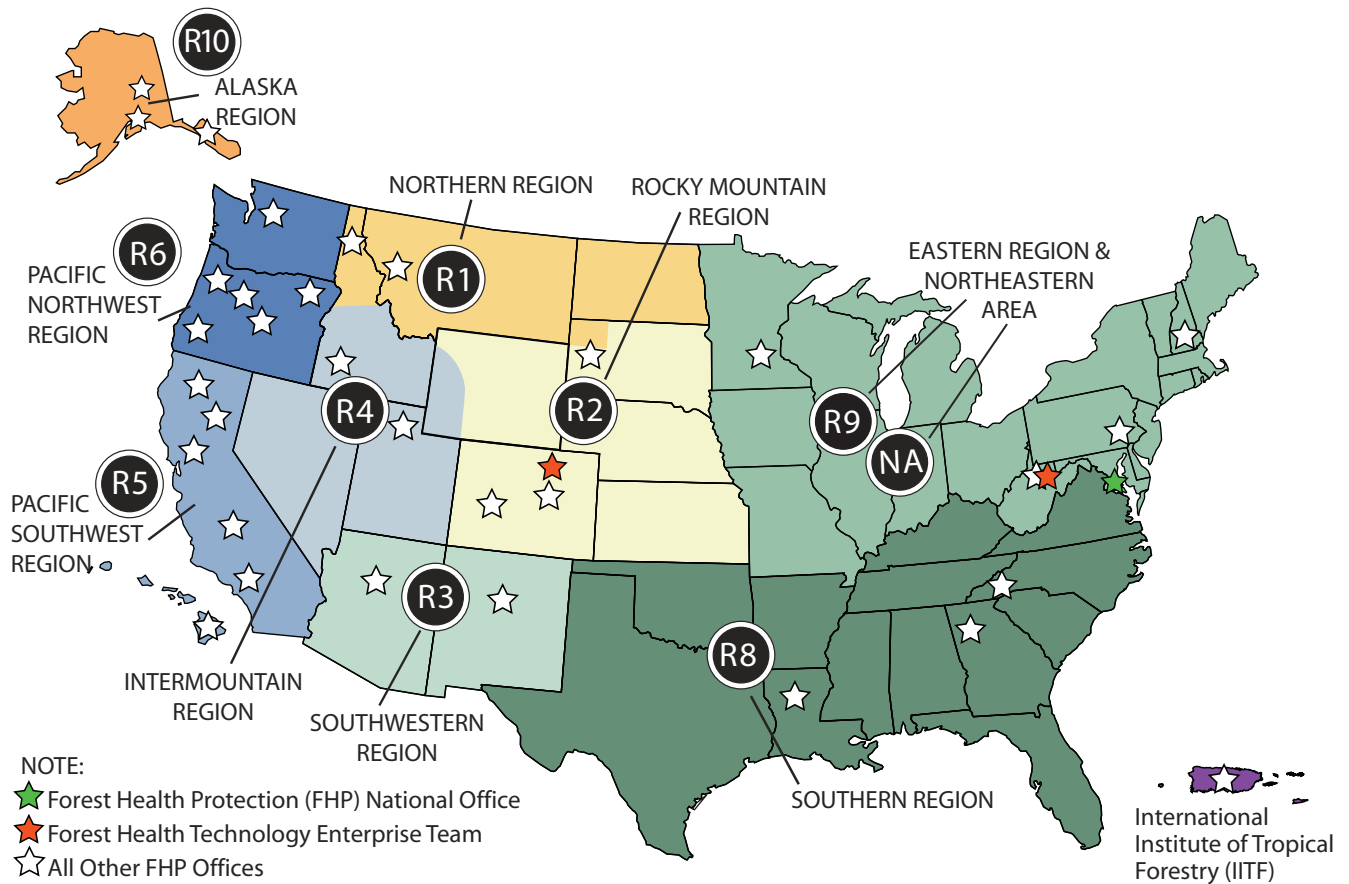 R10
ALASKA
REGION
NORTHERN REGION
ROCKY MOUNTAIN
REGION
R6
PACIFIC
NORTHWEST
REGION
R1
EASTERN REGION &
NORTHEASTERN
AREA
R4
R2
R9
NA
R5
PACIFIC
SOUTHWEST
REGION
R3
R8
INTERMOUNTAIN
REGION
SOUTHWESTERN
REGION
SOUTHERN REGION
NOTE:
Forest Health Protection (FHP) National Office
Forest Health Technology Enterprise Team
All Other FHP Offices
International
Institute of Tropical
Forestry (IITF)